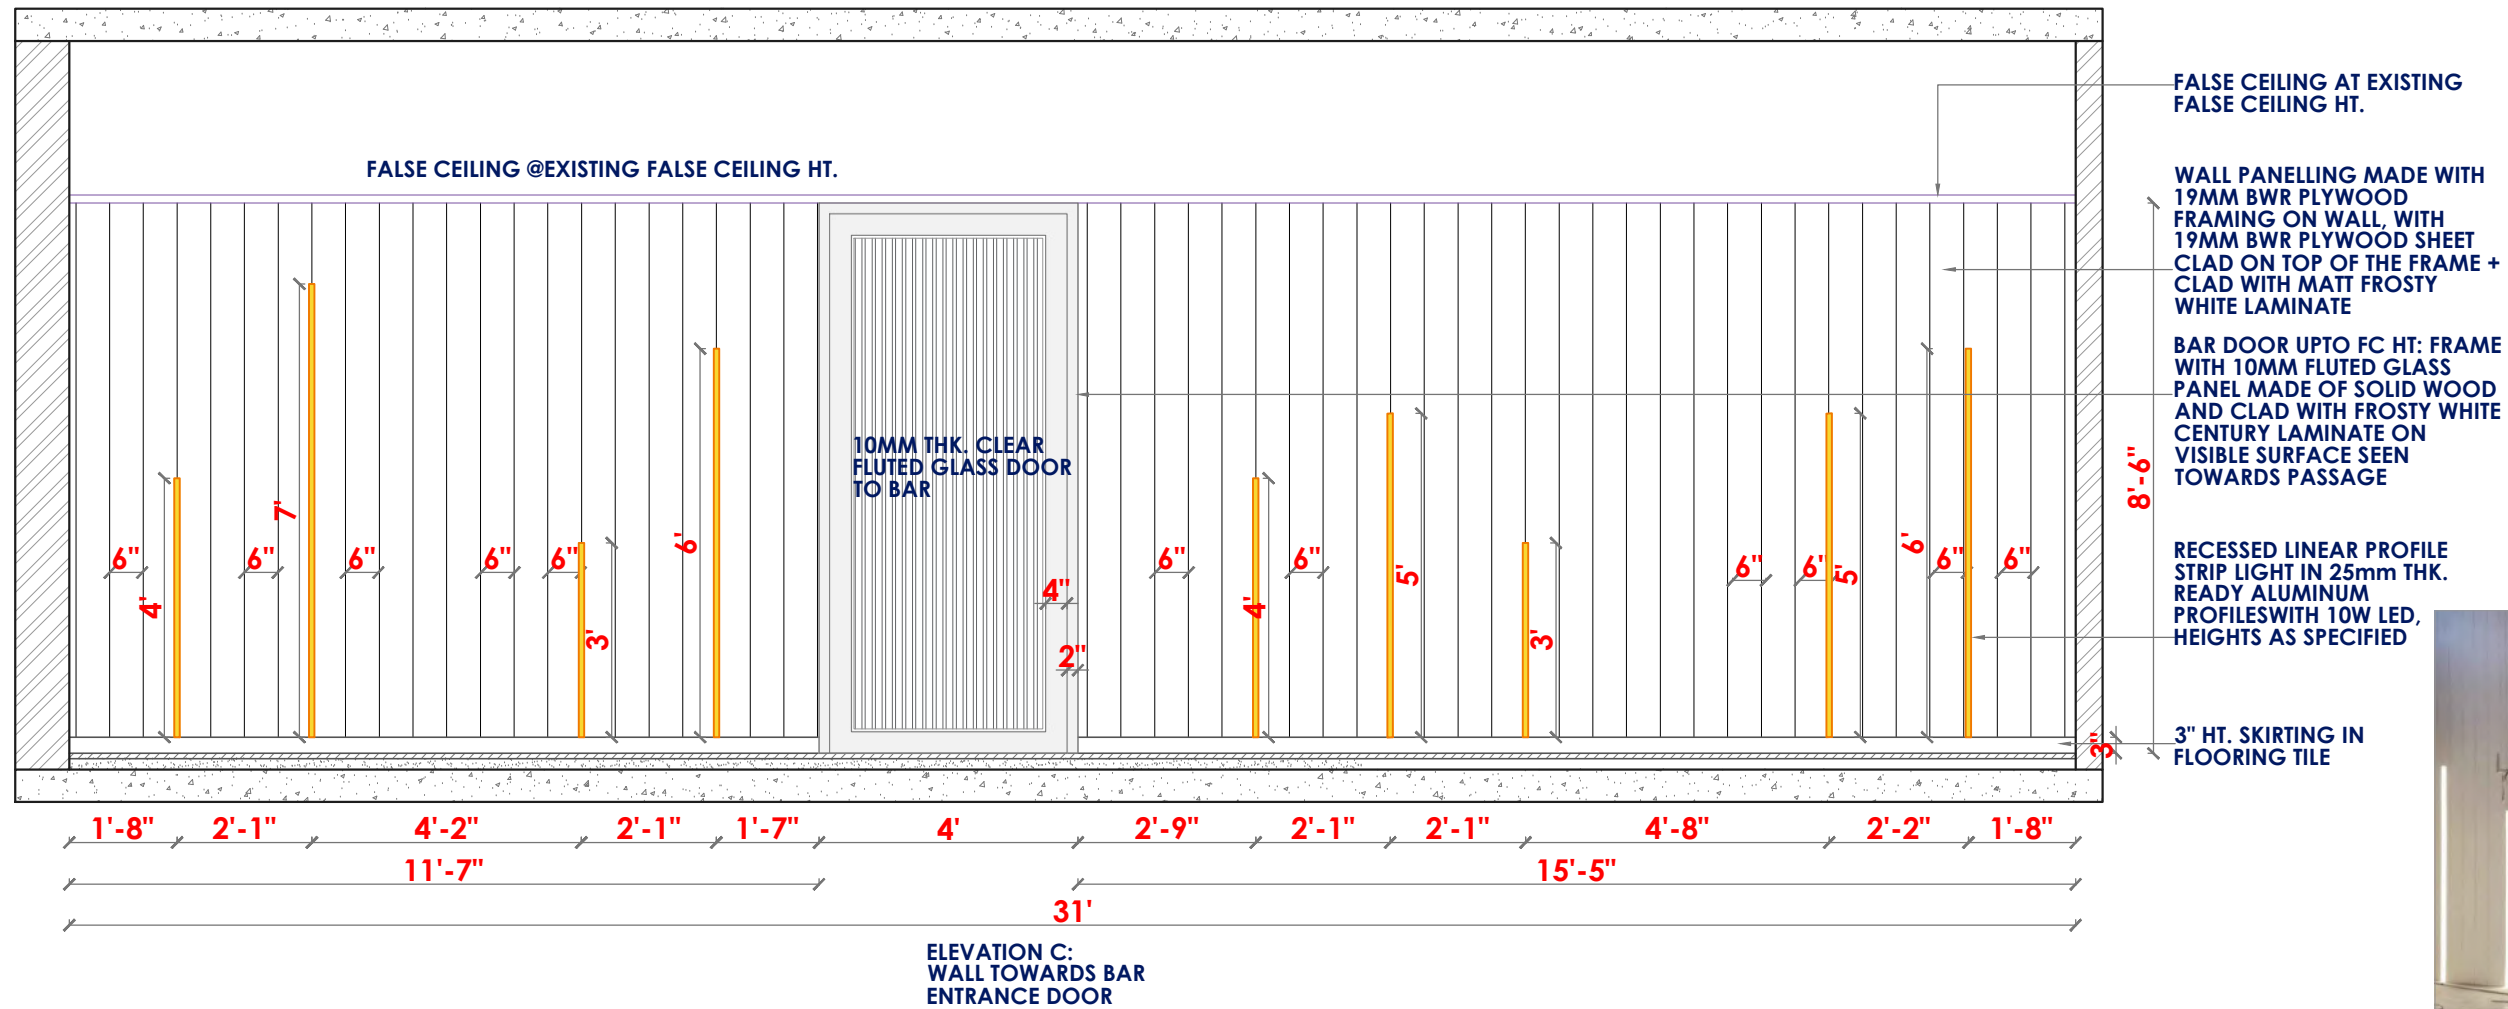 FALSE CEILING AT EXISTING
FALSE CEILING HT.
FALSE CEILING @EXISTING FALSE CEILING HT.
WALL PANELLING MADE WITH
19MM BWR PLYWOOD
FRAMING ON WALL, WITH
19MM BWR PLYWOOD SHEET
CLAD ON TOP OF THE FRAME +
CLAD WITH MATT FROSTY
WHITE LAMINATE
BAR DOOR UPTO FC HT: FRAME
WITH 10MM FLUTED GLASS
PANEL MADE OF SOLID WOOD
AND CLAD WITH FROSTY WHITE
CENTURY LAMINATE ON
VISIBLE SURFACE SEEN
TOWARDS PASSAGE
10MM THK. CLEAR
FLUTED GLASS DOOR
TO BAR
8'-6"
7'
6'
6'
6" 6" 6" 6" 6" 6" 6" 6" 6" 6" 6"
RECESSED LINEAR PROFILE
STRIP LIGHT IN 25mm THK.
READY ALUMINUM
PROFILESWITH 10W LED,
HEIGHTS AS SPECIFIED
5'
5'
4"
4'
4'
3'
3'
2"
3" HT. SKIRTING IN
FLOORING TILE
3"
1'-8" 2'-1" 4'-2" 2'-1" 1'-7" 4' 2'-9" 2'-1" 2'-1" 4'-8" 2'-2" 1'-8"
11'-7" 15'-5"
31'
ELEVATION C:
WALL TOWARDS BAR
ENTRANCE DOOR